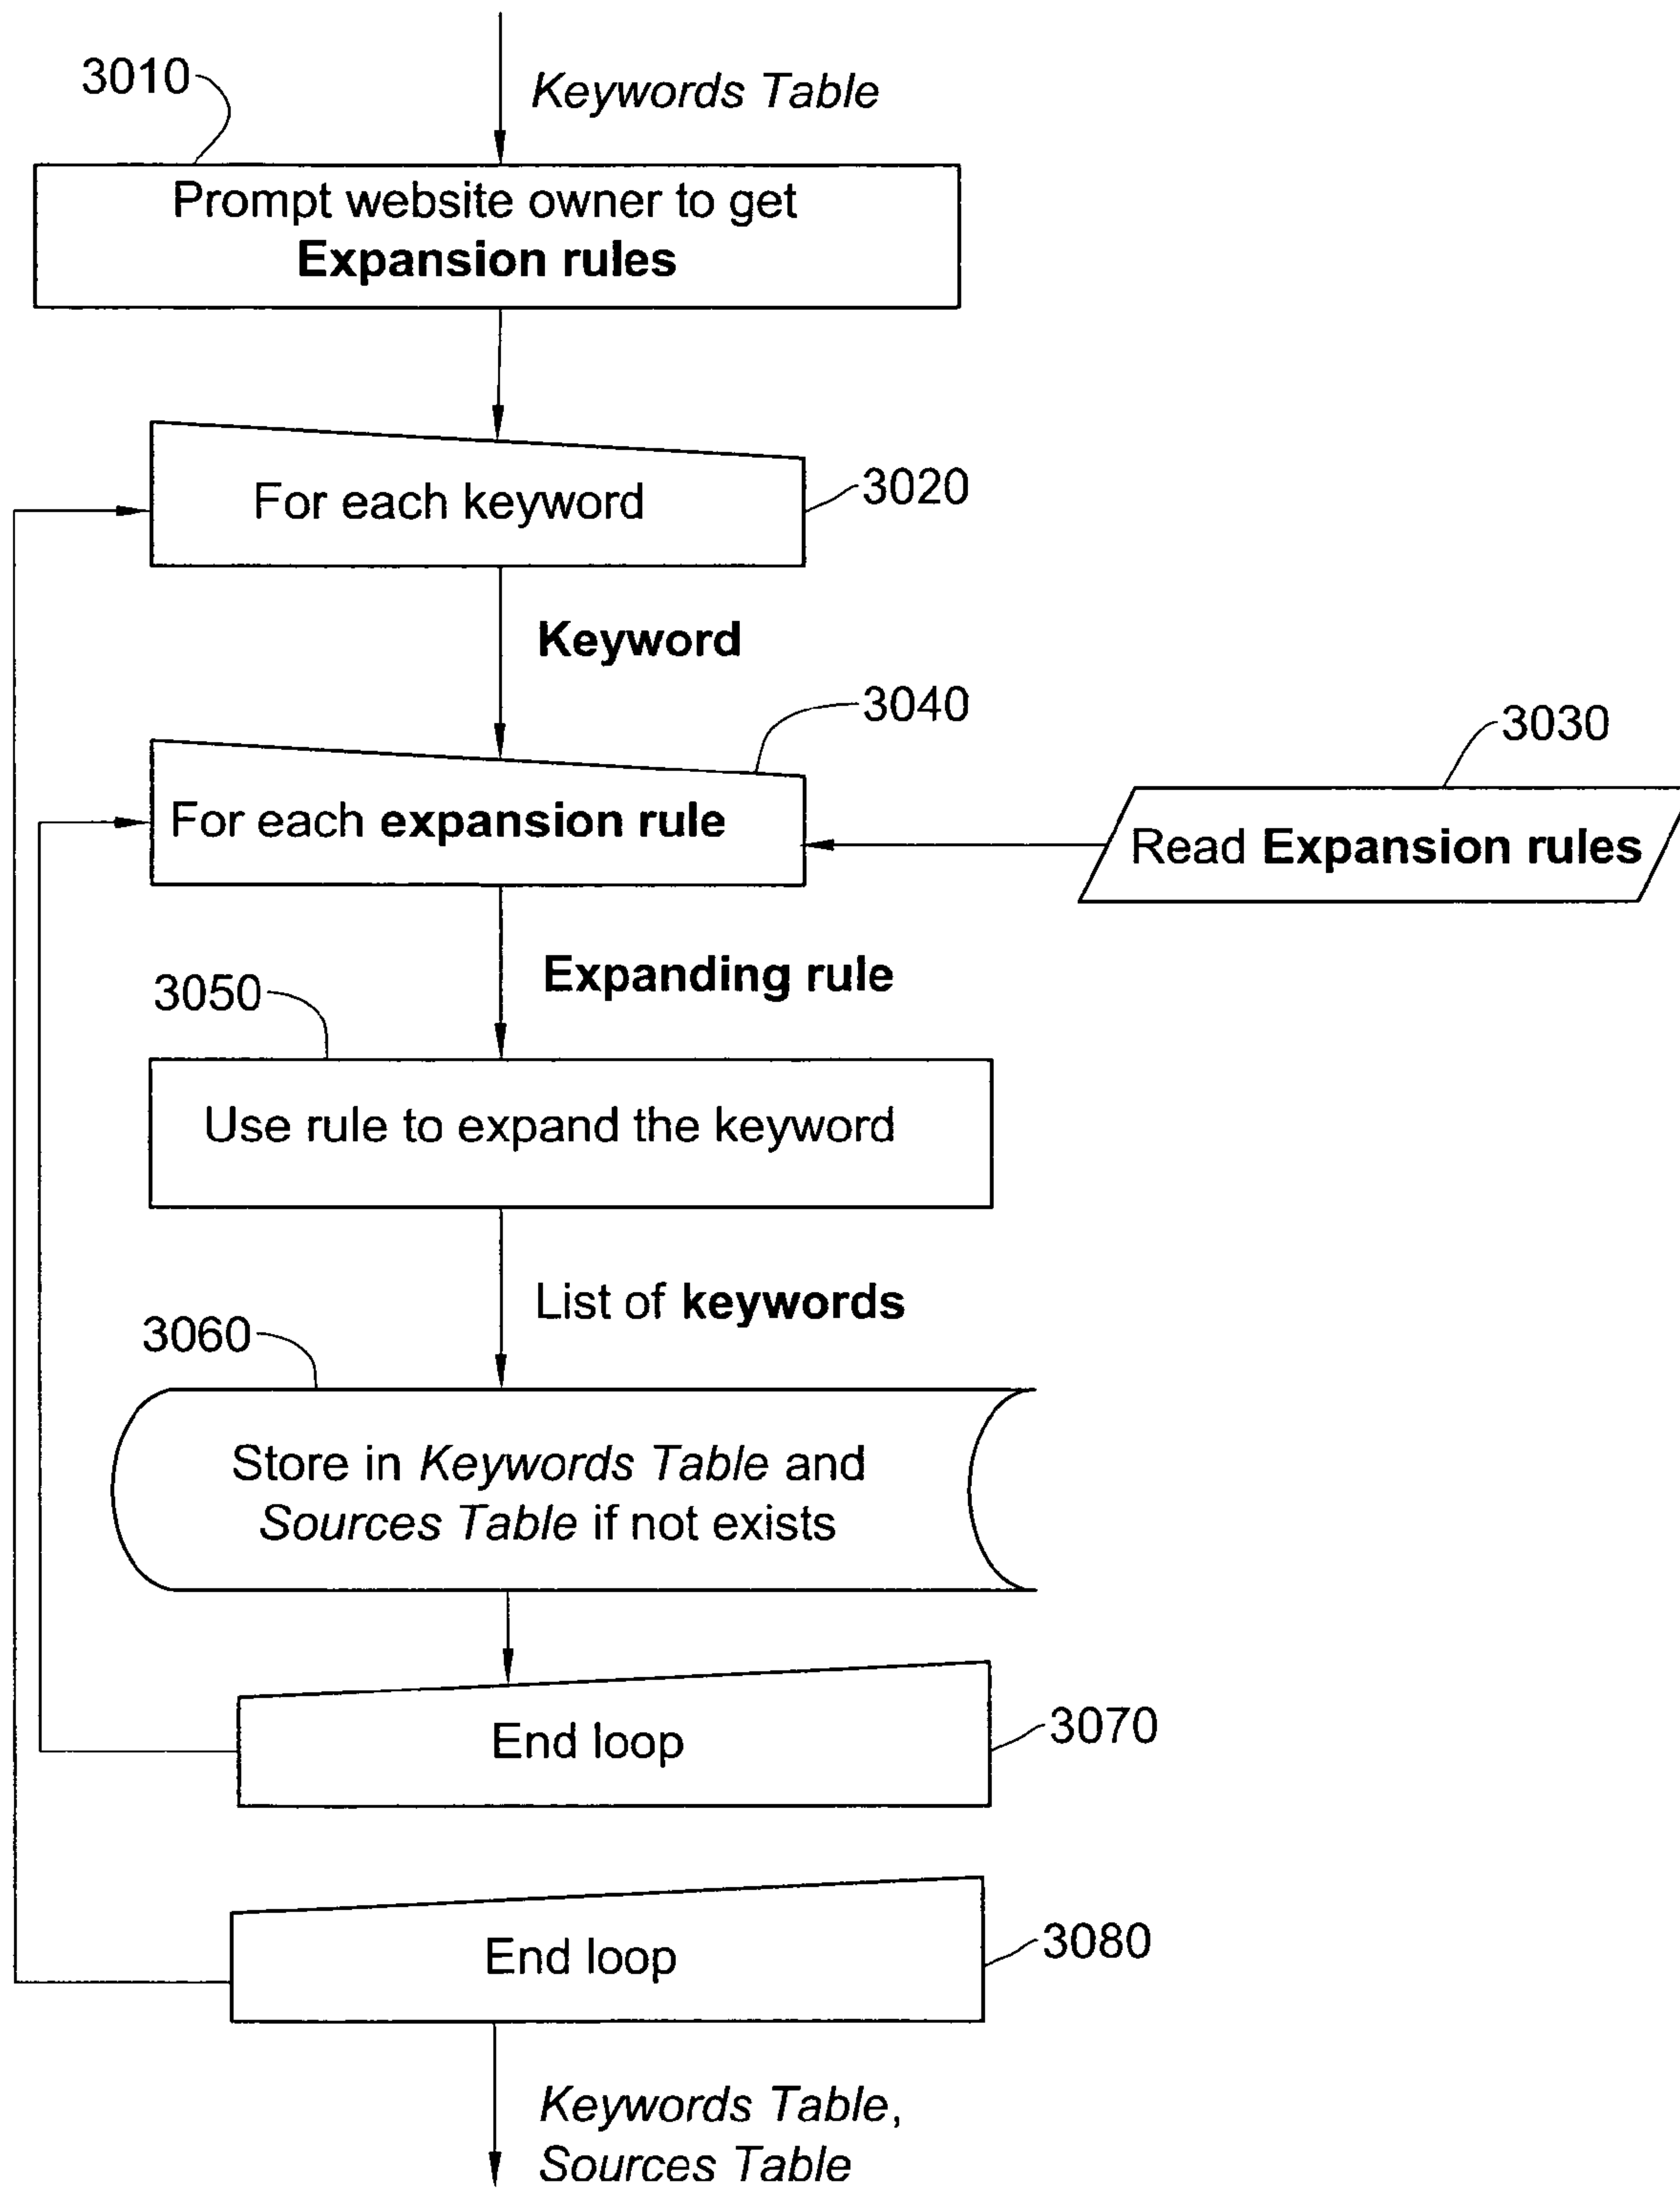 3010
Keywords Table
Prompt website owner to get
Expansion rules
For each keyword
3020
Keyword
3040
3030
For each expansion rule
Read Expansion rules
Expanding rule
3050
Use rule to expand the keyword
List of keywords
3060
Store in Keywords Table and
Sources Table if not exists
End loop
3070
End loop
3080
Keywords Table,
Sources Table